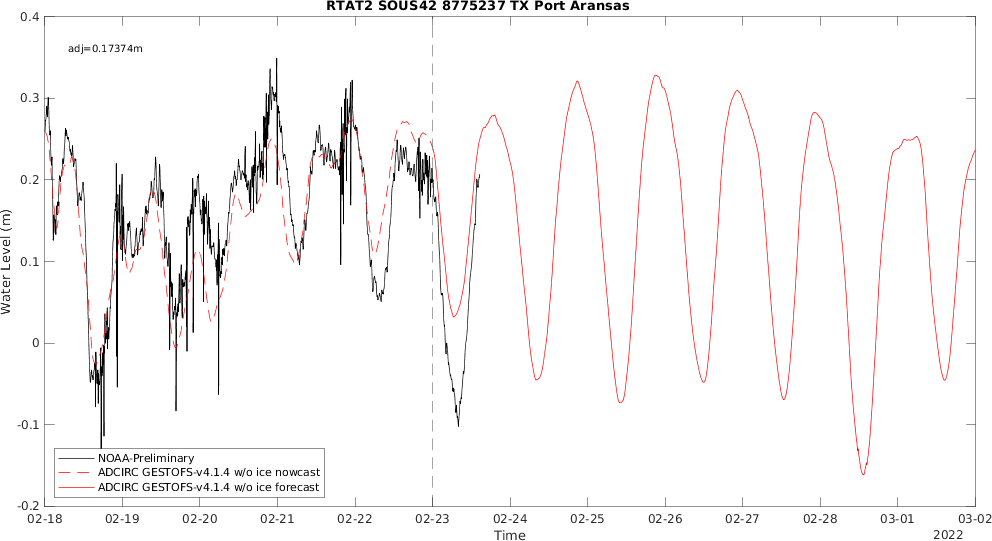 RTAT2 SOUS42 8775237 TX Port Aransas
adj=0.17374m
Water Level (m)
0.4
0.3
0.2
0.1
0
-0.1
-0.2
NOAA-Preliminary
ADCIRC GESTOFS-v4.1.4 w/o ice nowcast
ADCIRC GESTOFS-v4.1.4 w/o ice forecast
02-18 02-19 02-20 02-21 02-22 02-23 02-24 02-25 02-26 02-27 02-28 03-01 03-02
Time
2022